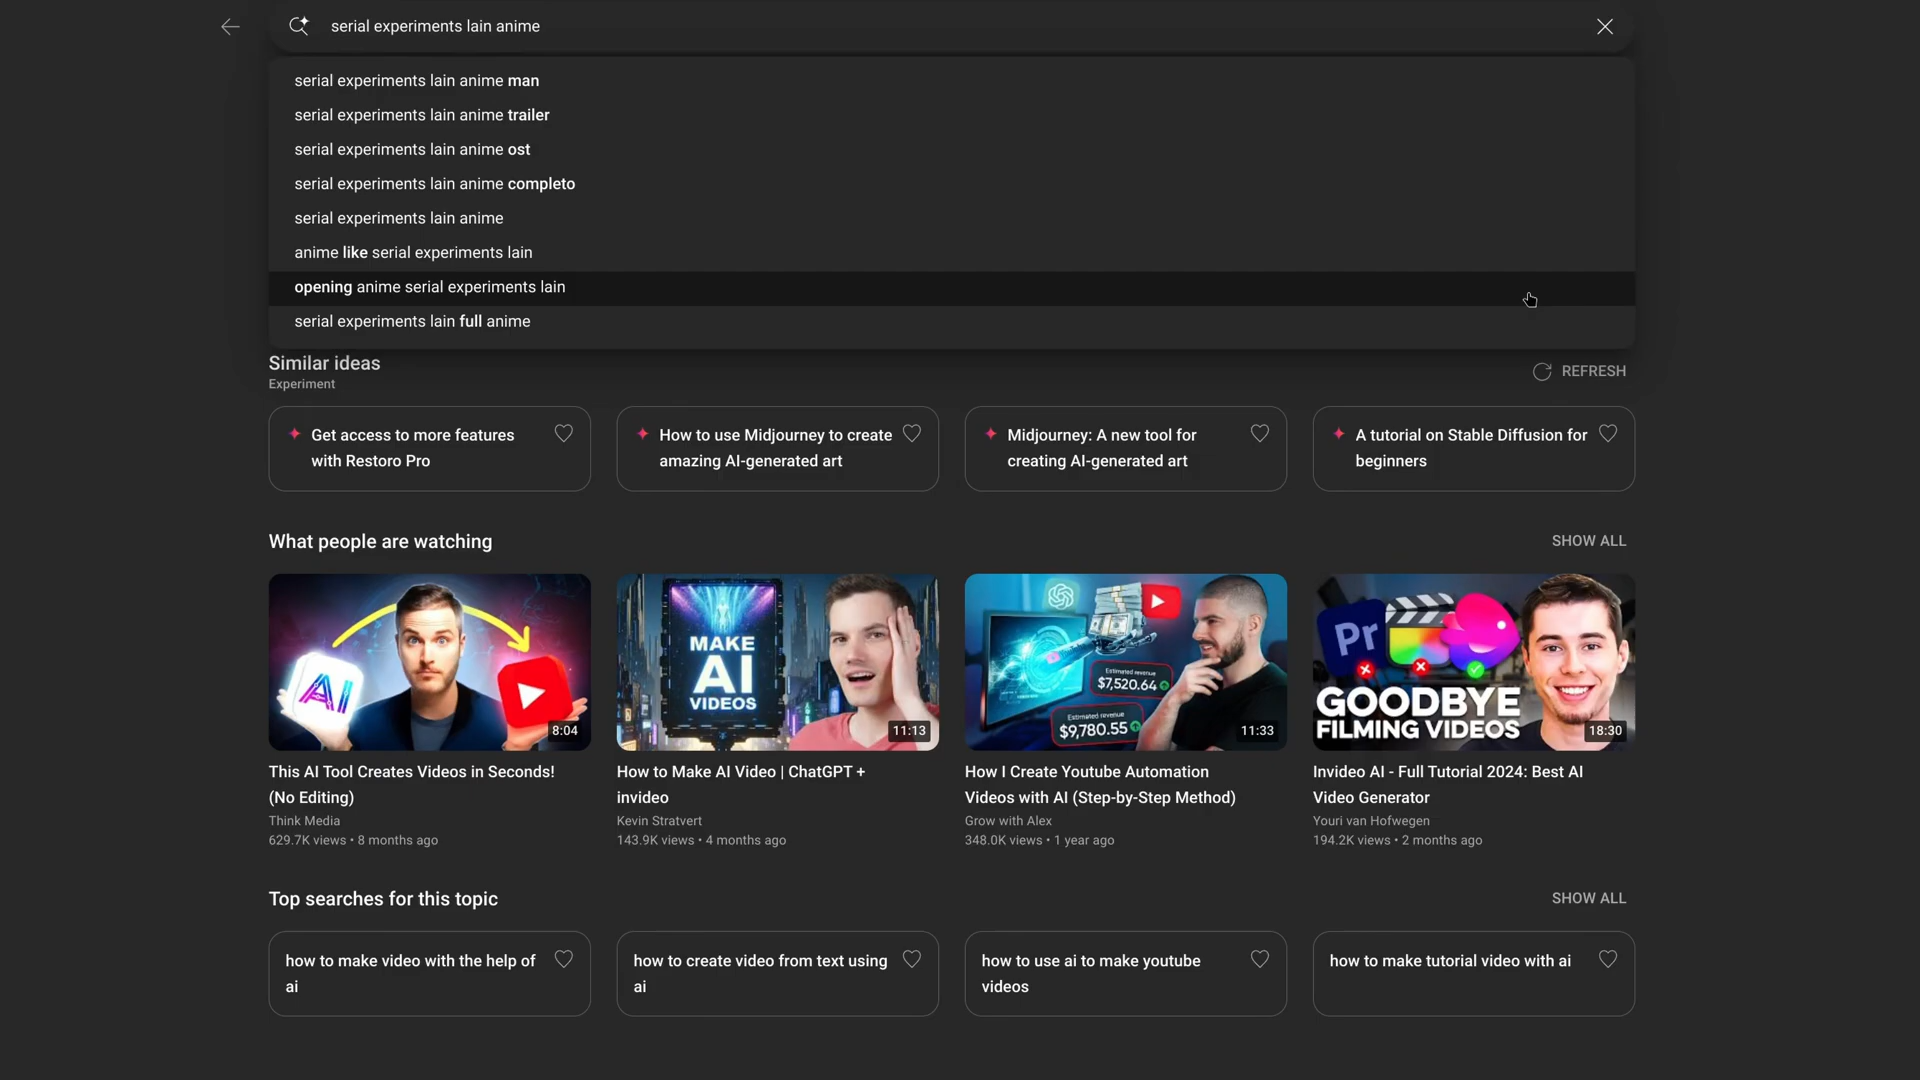 serial experiments lain anime
serial experiments lain anime man
serial experiments lain anime trailer
serial experiments lain anime ost
serial experiments lain anime completo
serial experiments lain anime
anime like serial experiments lain
opening anime serial experiments lain
serial experiments lain full anime
Similar ideas
Experiment
REFRESH
Get access to more features
with Restoro Pro
How to use Midjourney to create
amazing AI-generated art
Midjourney: A new tool for
creating AI-generated art
A tutorial on Stable Diffusion for
beginners
What people are watching
SHOW ALL
AI
8:04
MAKE
AI
VIDEOS
11:13
Estimated revenue
$7,520.64
Estimated revenue
$9,780.55
11:33
Pr
GOODBYE
FILMING VIDEOS
18:30
This AI Tool Creates Videos in Seconds!
(No Editing)
Think Media
629.7K views • 8 months ago
How to Make AI Video | ChatGPT +
invideo
Kevin Stratvert
143.9K views • 4 months ago
How I Create Youtube Automation
Videos with AI (Step-by-Step Method)
Grow with Alex
348.0K views • 1 year ago
Invideo AI - Full Tutorial 2024: Best AI
Video Generator
Youri van Hofwegen
194.2K views • 2 months ago
Top searches for this topic
SHOW ALL
how to make video with the help of
ai
how to create video from text using
ai
how to use ai to make youtube
videos
how to make tutorial video with ai